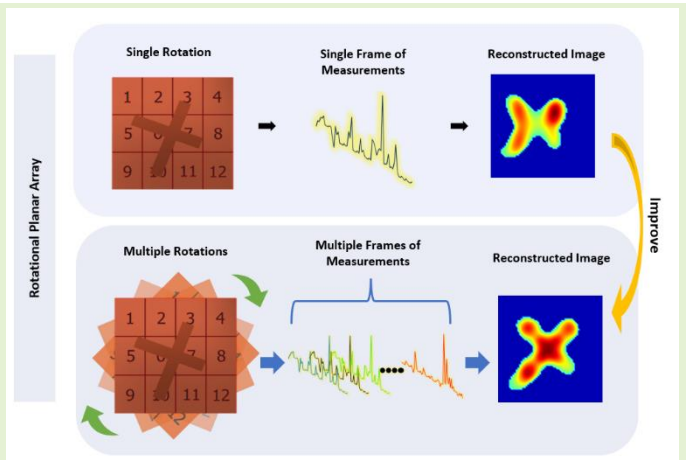 Rotational Planar Array
Single Rotation
Single Frame of
Measurements
Reconstructed Image
1 2 3 4
5 6 7 8
9 10 11 12
Improve
Multiple Rotations
Multiple Frames of
Measurements
Reconstructed Image
1 2 3 4
5 6 7 8
9 10 11 12
12